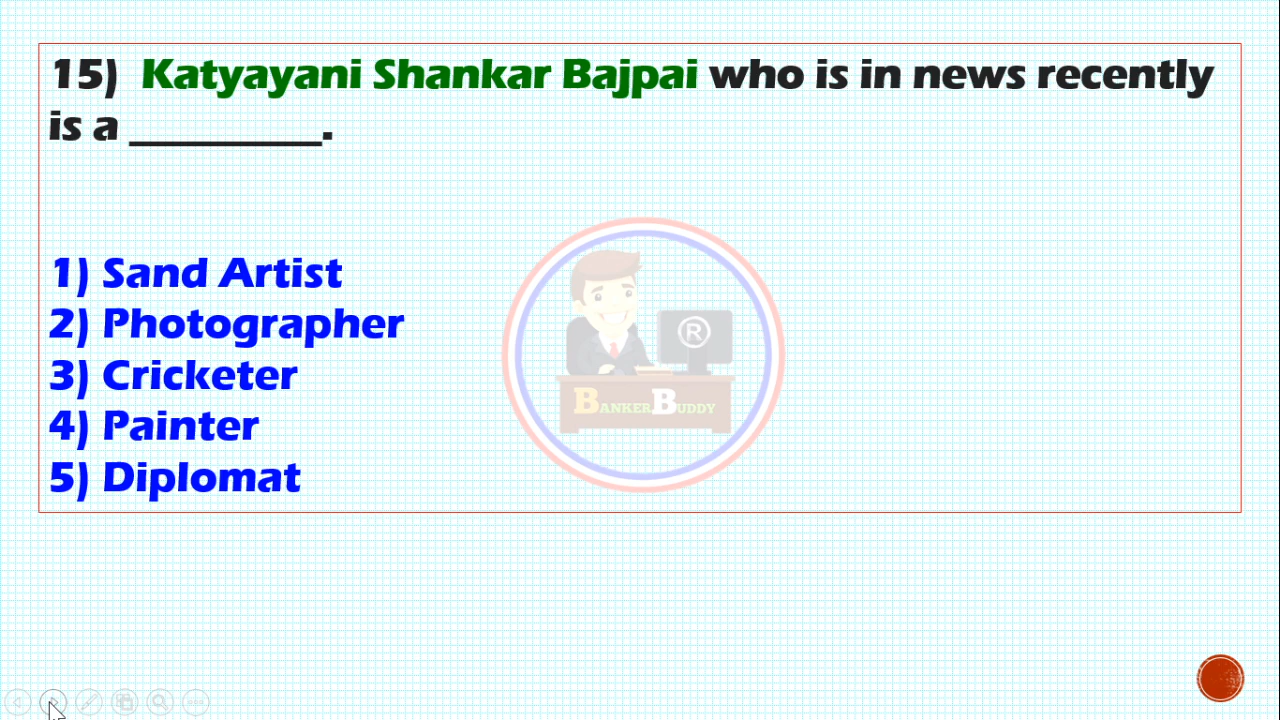 15) Katyayani Shankar Bajpai who is in news recently
is a __________.
1) Sand Artist
2) Photographer
®
3) Cricketer
BANKER BUDDY
4) Painter
5) Diplomat